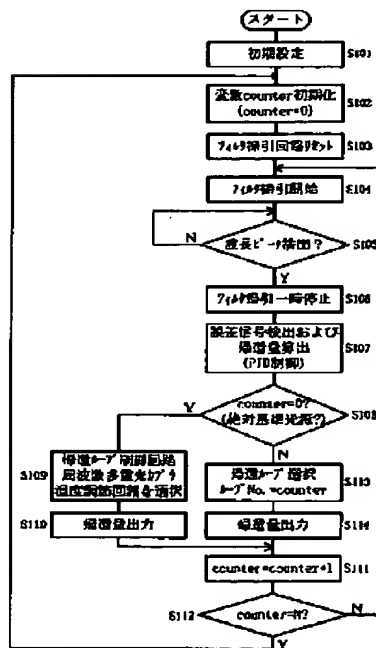 スタート
初期設定
S101
変数counter初期化
(counter=0)
S102
フィルタ掃引回路リセット
S103
フィルタ掃引開始
S104
波長ピーク検出?
S105
N
Y
フィルタ掃引一時停止
S106
誤差信号検出および
帰還量算出
(PID制御)
S107
counter=0?
(絶対基準光源?)
S108
Y
N
帰還ループ制御回路
周波数多重光カプラ
温度調節回路を選択
S109
帰還ループ選択
ループNo.=counter
S113
帰還量出力
S110
帰還量出力
S114
counter=counter+1
S111
counter=N?
S112
N
Y